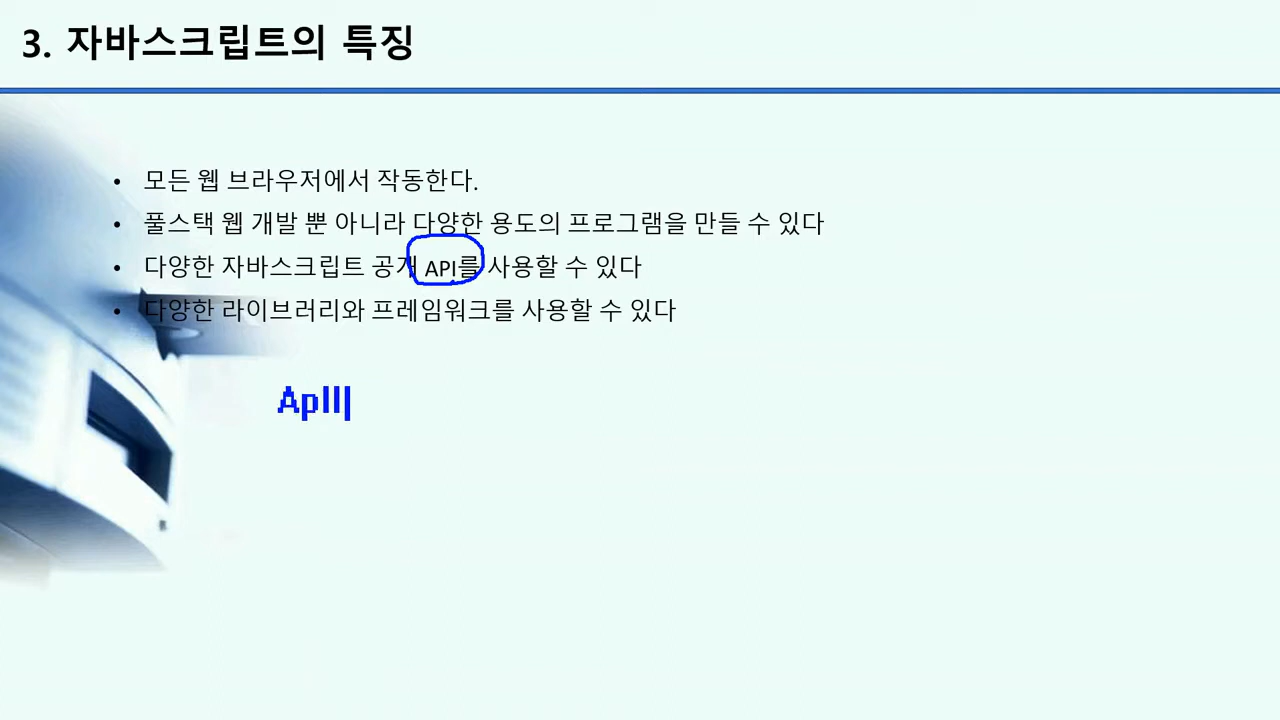 3. 자바스크립트의 특징
• 모든 웹 브라우저에서 작동한다.
• 풀스택 웹 개발 뿐 아니라 다양한 용도의 프로그램을 만들 수 있다
• 다양한 자바스크립트 공개 API를 사용할 수 있다
• 다양한 라이브러리와 프레임워크를 사용할 수 있다
ApII